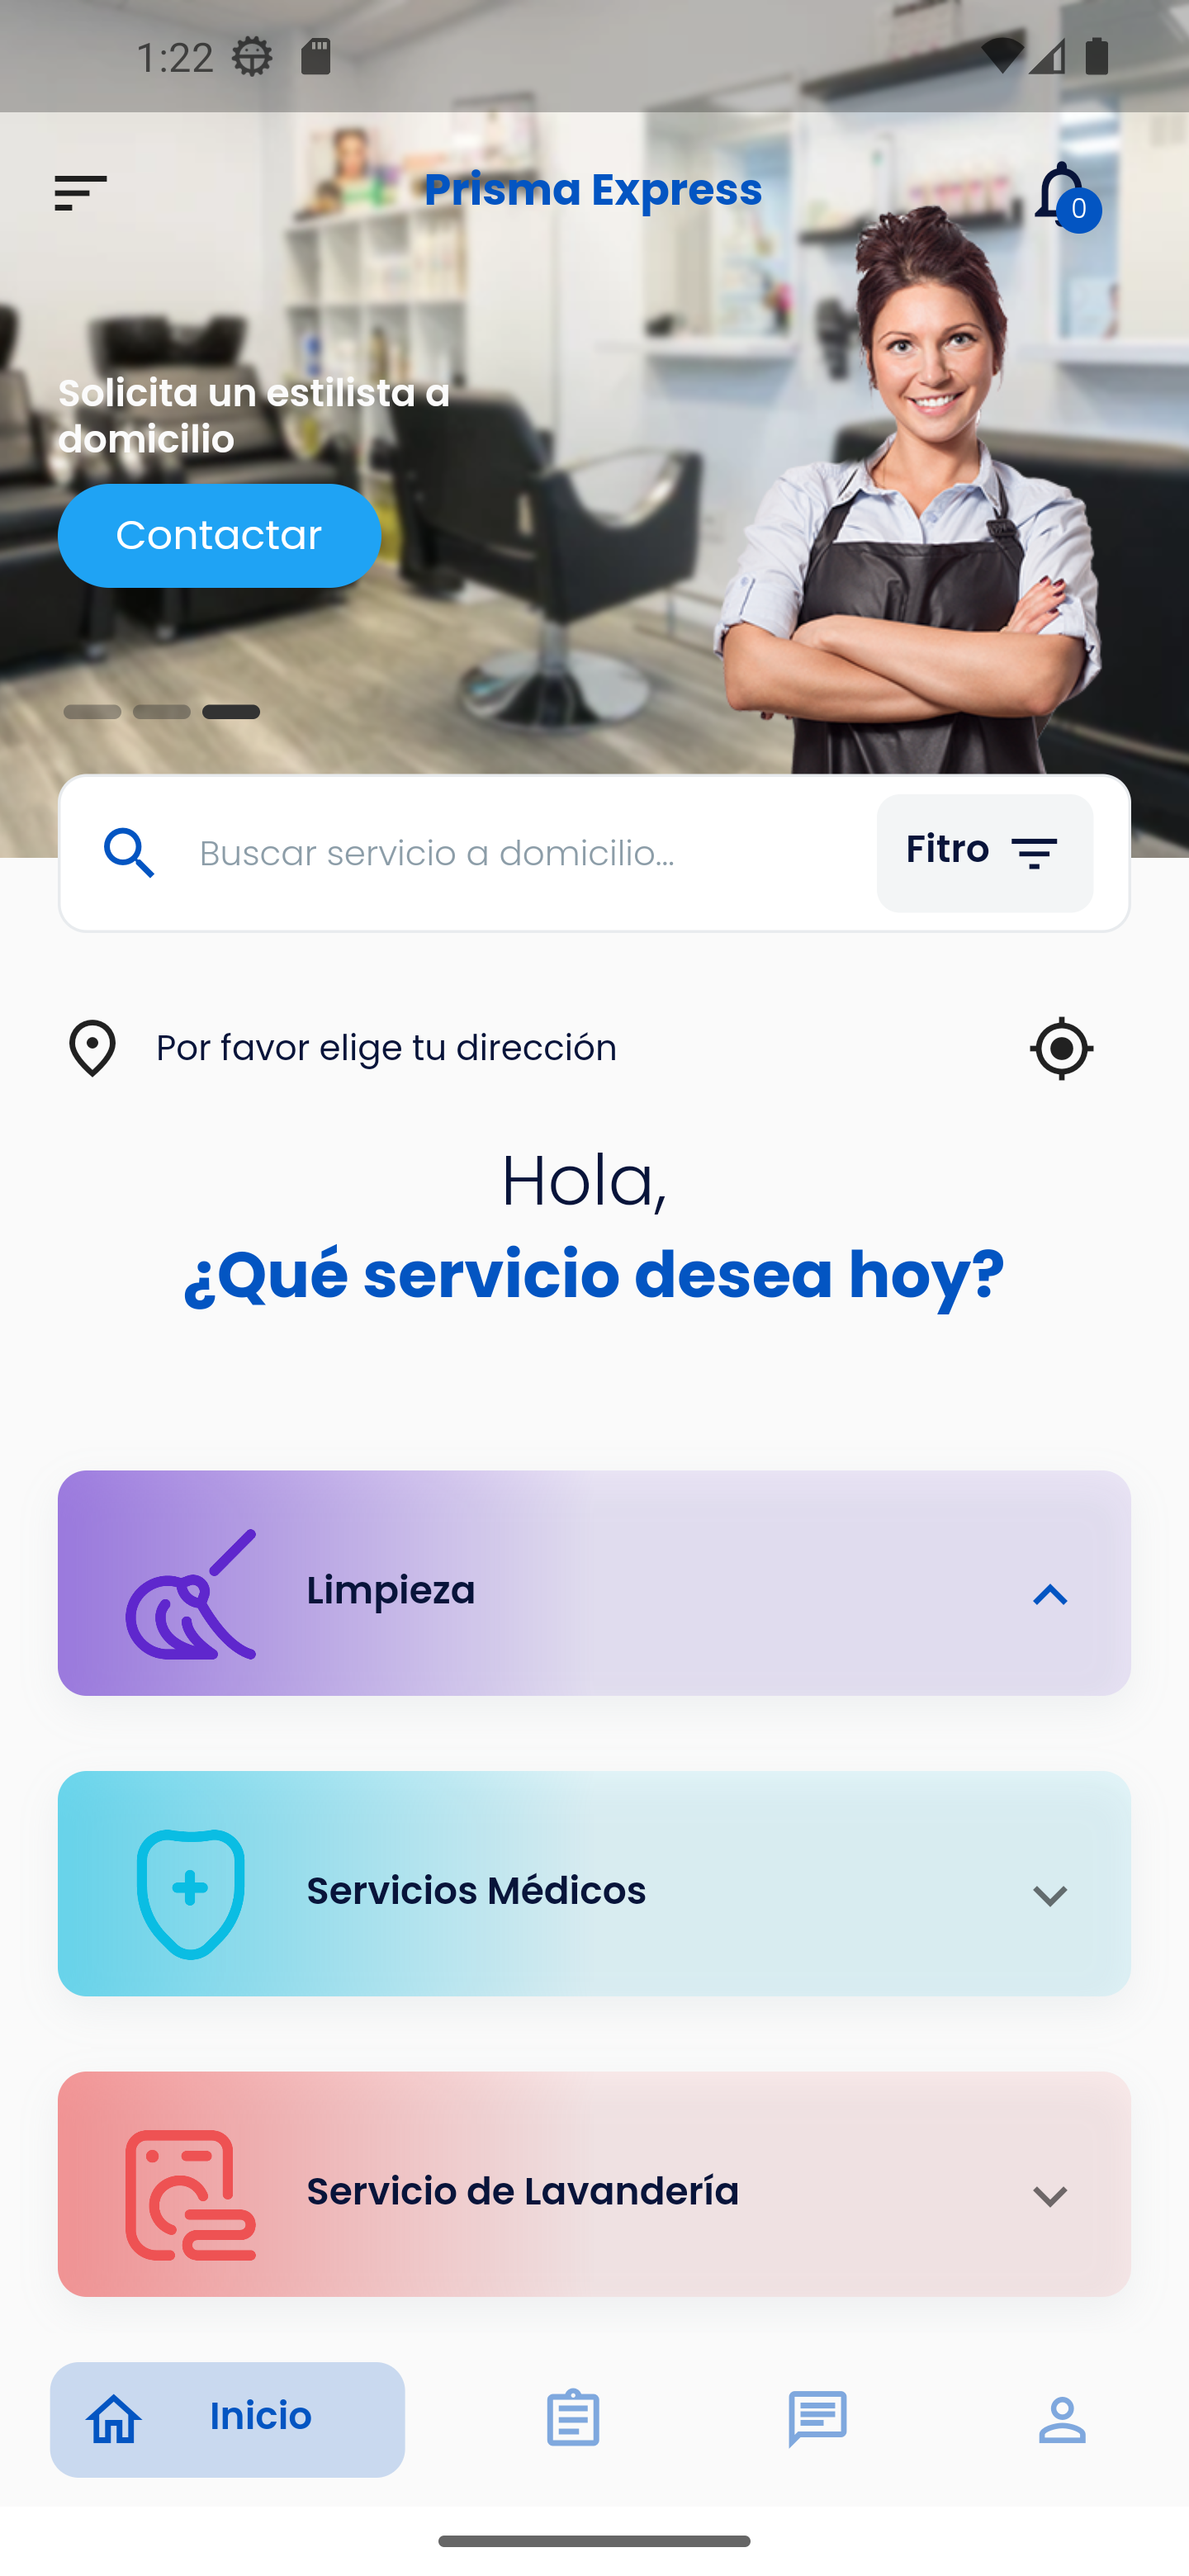 1:22
Prisma Express
0
Solicita un estilista a
domicilio
Contactar
Buscar servicio a domicilio...
Fitro
Por favor elige tu dirección
Hola,
¿Qué servicio desea hoy?
Limpieza
Servicios Médicos
Servicio de Lavandería
Inicio